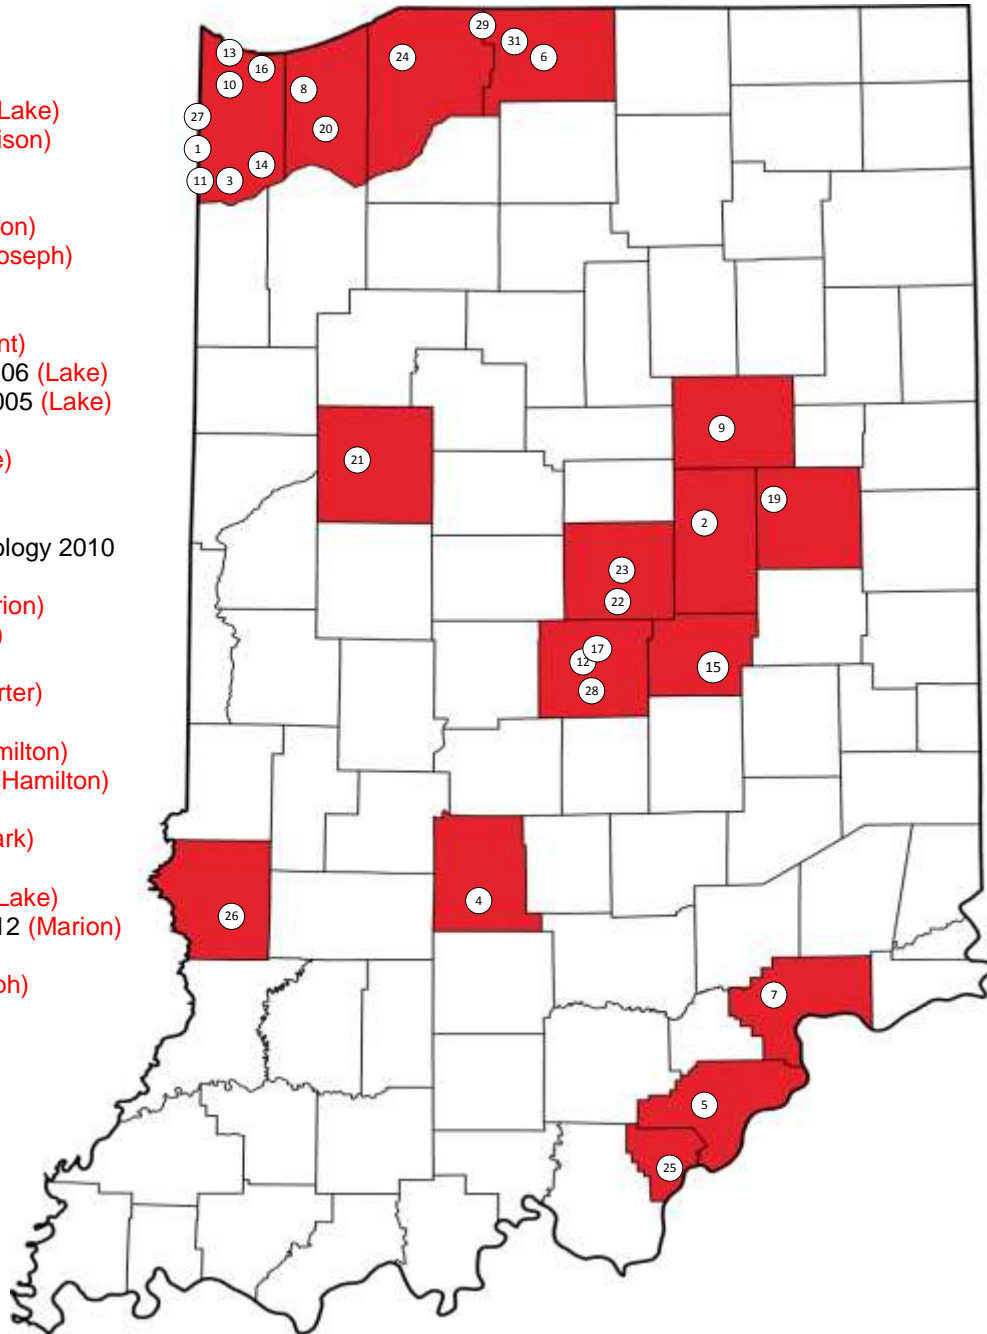 Lake)
ison)
on)
oseph)
nt)
06 (Lake)
005 (Lake)
e)
ology 2010
rion)
)
rter)
milton)
(Hamilton)
ark)
Lake)
12 (Marion)
oh)
29
13
31
16
24
6
10
8
27
20
1
14
11
3
9
21
19
2
23
22
17
12
15
28
4
26
7
5
25